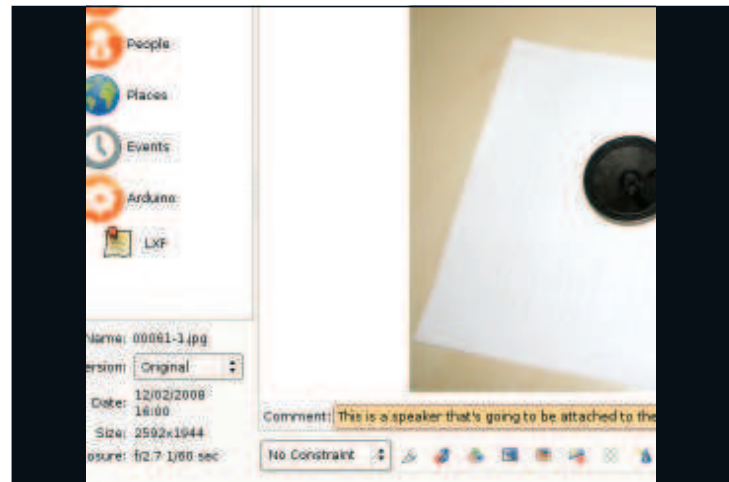 People
Places
Events
Arduino
LXF
Name: 00061-1.jpg
ersion: Original
Date: 12/02/2008
16:00
Size: 2592x1944
osure: f/2.7 1/60 sec
Comment: This is a speaker that's going to be attached to the
No Constraint